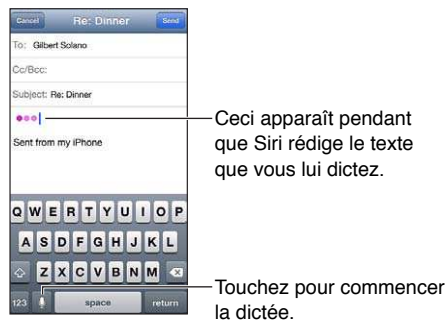 Cancel Re: Dinner Send
To: Gilbert Solano
Cc/Bcc:
Subject: Re: Dinner
Sent from my iPhone
Ceci apparaît pendant
que Siri rédige le texte
que vous lui dictez.
Q W E R T Y U I O P
A S D F G H J K L
Z X C V B N M
123 space return
Touchez pour commencer
la dictée.